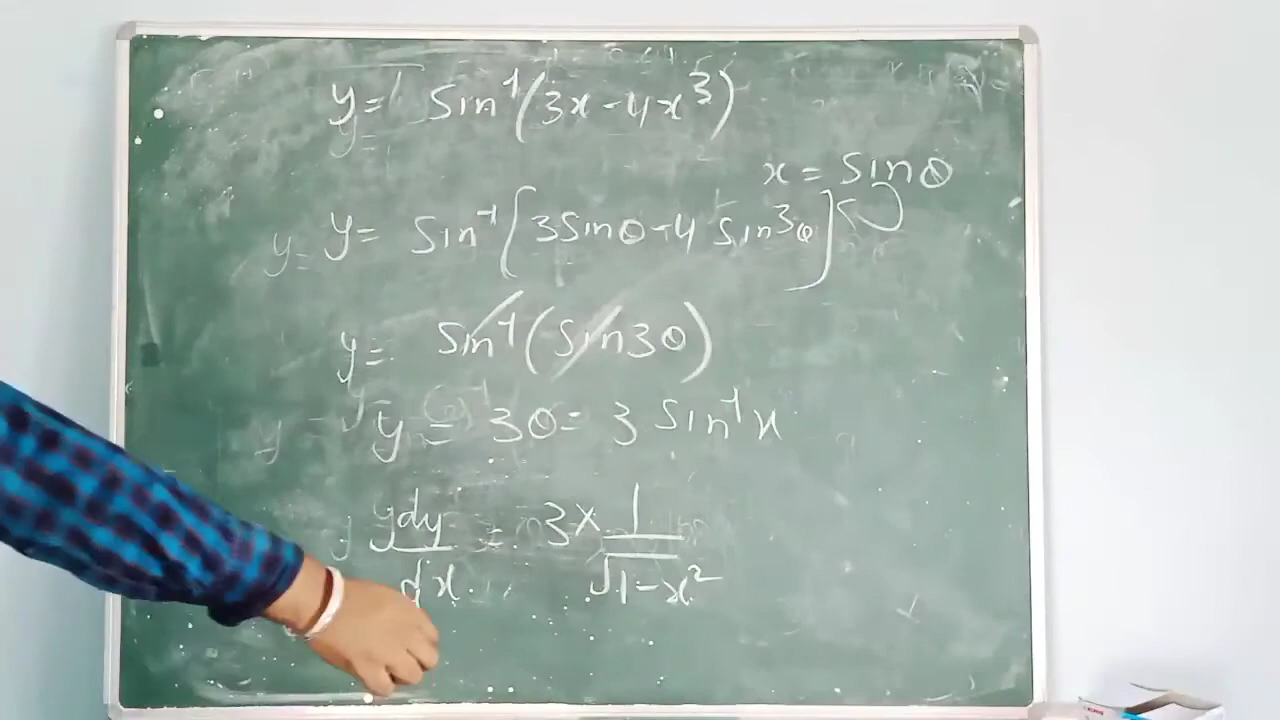 y = sin⁻¹(3x-4x³)
x = sinθ
y = sin⁻¹[3sinθ-4 sin³θ]
y = sin⁻¹(sin3θ)
y = 3θ = 3 sin⁻¹x
dy/dx = 3 × 1/√1-x²